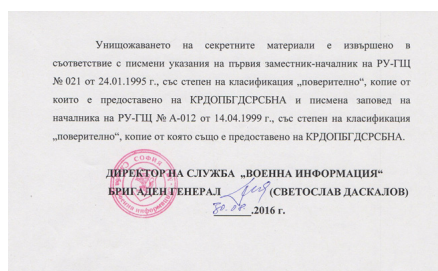 Унищожаването на секретните материали е извършено в
съответствие с писмени указания на първия заместник-началник на РУ-ГЩ
№ 021 от 24.01.1995 г., със степен на класификация „поверително“, копие от
които е предоставено на КРДОПБГДСРСБНА и писмена заповед на
началника на РУ-ГЩ № А-012 от 14.04.1999 г., със степен на класификация
„поверително“, копие от която също е предоставено на КРДОПБГДСРСБНА.
ДИРЕКТОР НА СЛУЖБА „ВОЕННА ИНФОРМАЦИЯ“
БРИГАДЕН ГЕНЕРАЛ (СВЕТОСЛАВ ДАСКАЛОВ)
.2016 г.
СОФИЯ